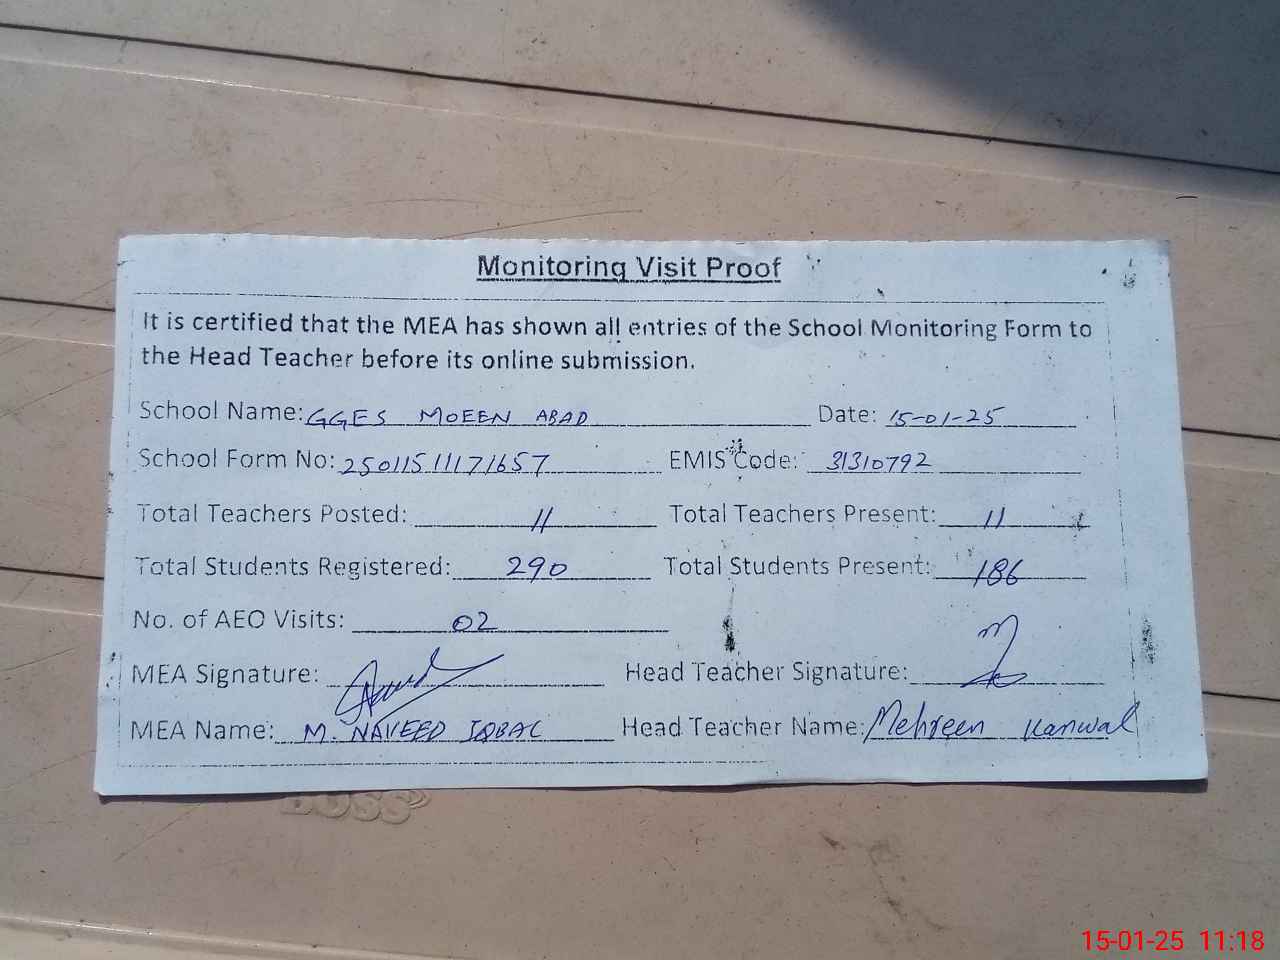 Monitoring Visit Proof
It is certified that the MEA has shown all entries of the School Monitoring Form to
the Head Teacher before its online submission.
School Name: GGES MOEEN ABAD Date: 15-01-25
School Form No: 250115111171657 EMIS Code: 31310792
Total Teachers Posted: 11 Total Teachers Present: 11
Total Students Registered: 290 Total Students Present: 186
No. of AEO Visits: 02
MEA Signature: Head Teacher Signature:
MEA Name: M. NAVEED IQBAL Head Teacher Name: Mehreen Kanwal
BOSS
15-01-25 11:18